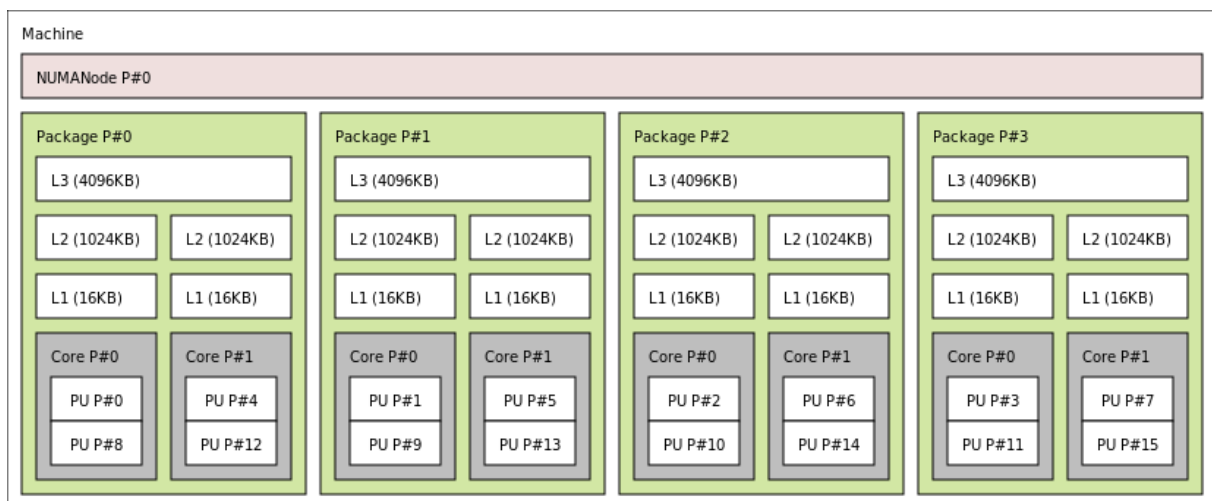 Machine
NUMANode P#0
Package P#0
L3 (4096KB)
L2 (1024KB) L2 (1024KB)
L1 (16KB) L1 (16KB)
Core P#0 Core P#1
PU P#0 PU P#4
PU P#8 PU P#12
Package P#1
L3 (4096KB)
L2 (1024KB) L2 (1024KB)
L1 (16KB) L1 (16KB)
Core P#0 Core P#1
PU P#1 PU P#5
PU P#9 PU P#13
Package P#2
L3 (4096KB)
L2 (1024KB) L2 (1024KB)
L1 (16KB) L1 (16KB)
Core P#0 Core P#1
PU P#2 PU P#6
PU P#10 PU P#14
Package P#3
L3 (4096KB)
L2 (1024KB) L2 (1024KB)
L1 (16KB) L1 (16KB)
Core P#0 Core P#1
PU P#3 PU P#7
PU P#11 PU P#15